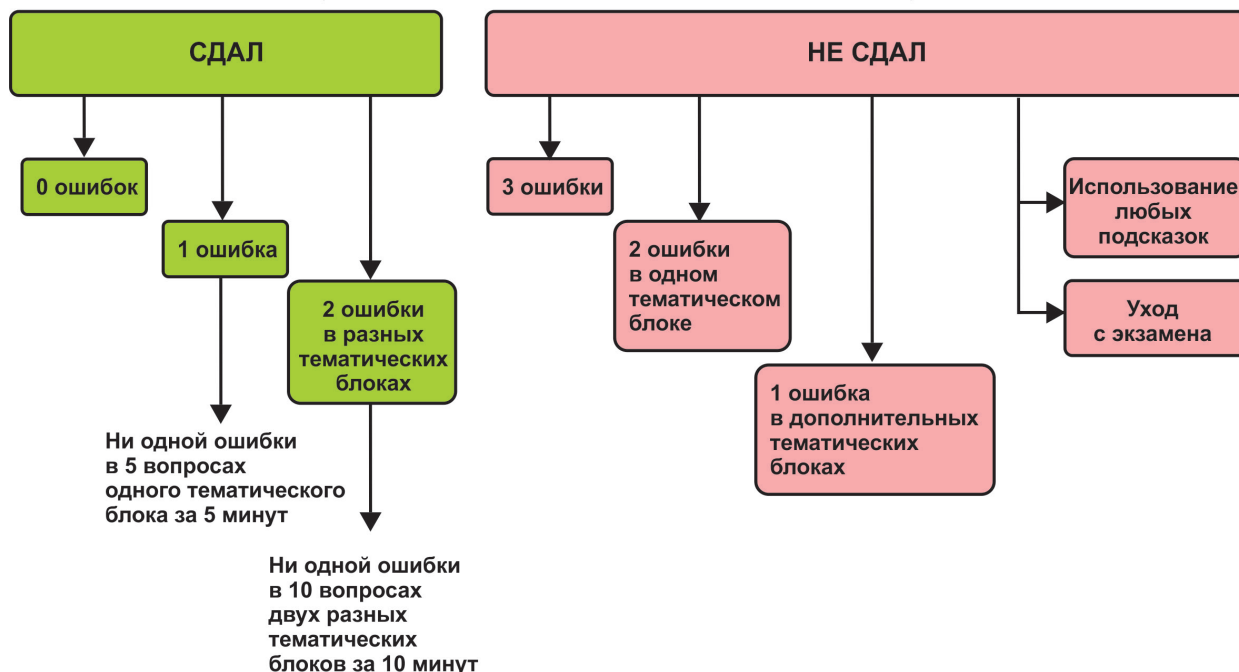 СДАЛ
0 ошибок
1 ошибка
2 ошибки
в разных
тематических
блоках
Ни одной ошибки
в 5 вопросах
одного тематического
блока за 5 минут
Ни одной ошибки
в 10 вопросах
двух разных
тематических
блоков за 10 минут
НЕ СДАЛ
3 ошибки
2 ошибки
в одном
тематическом
блоке
1 ошибка
в дополнительных
тематических
блоках
Использование
любых
подсказок
Уход
с экзамена